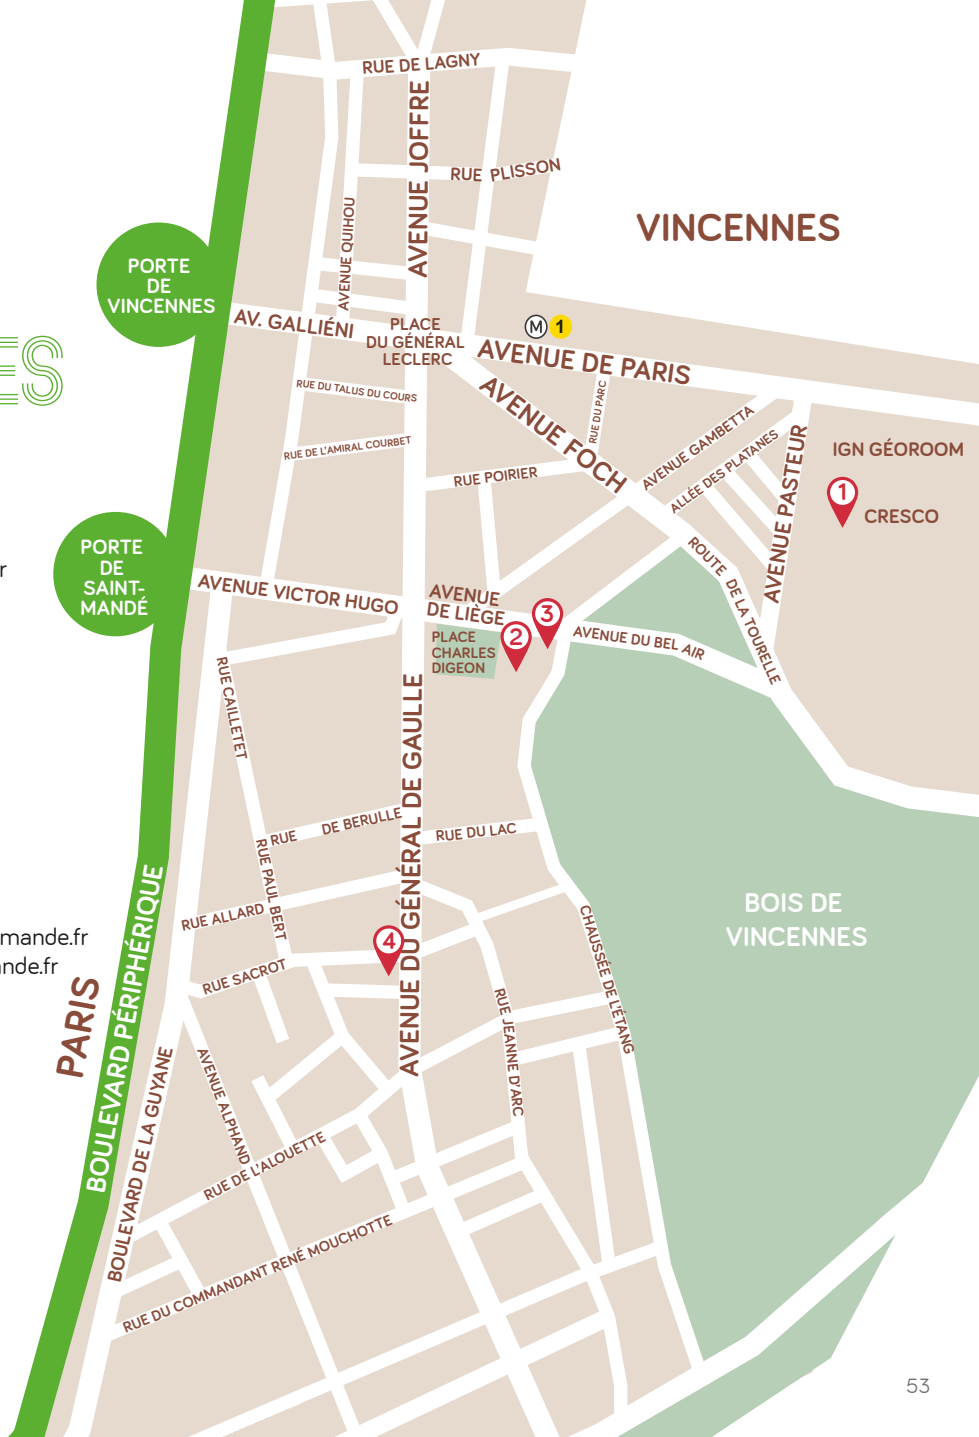 RUE DE LAGNY
AVENUE JOFFRE
RUE PLISSON
AVENUE QUIHOU
VINCENNES
PORTE
DE
VINCENNES
AV. GALLIÉNI
PLACE
DU GÉNÉRAL
LECLERC
M 1
AVENUE DE PARIS
ES
RUE DU TALUS DU COURS
AVENUE FOCH
RUE DU PARC
AVENUE GAMBETTA
ALLÉE DES PLATANES
AVENUE PASTEUR
IGN GÉOROOM
1
CRESCO
RUE DE L'AMIRAL COURBET
RUE POIRIER
PORTE
DE
SAINT-
MANDÉ
r
AVENUE VICTOR HUGO
AVENUE
DE LIÈGE
ROUTE DE LA TOURELLE
3
2
PLACE
CHARLES
DIGEON
AVENUE DU BEL AIR
RUE CAILLETET
AVENUE DU GÉNÉRAL DE GAULLE
RUE DE BERULLE
RUE DU LAC
RUE PAUL BERT
RUE ALLARD
BOIS DE
VINCENNES
mande.fr
nde.fr
4
RUE SACROT
CHAUSSÉE DE L'ÉTANG
PARIS
BOULEVARD PÉRIPHÉRIQUE
RUE JEANNE D'ARC
BOULEVARD DE LA GUYANE
AVENUE ALPHAND
RUE DE L'ALOUETTE
RUE DU COMMANDANT RENÉ MOUCHOTTE
53